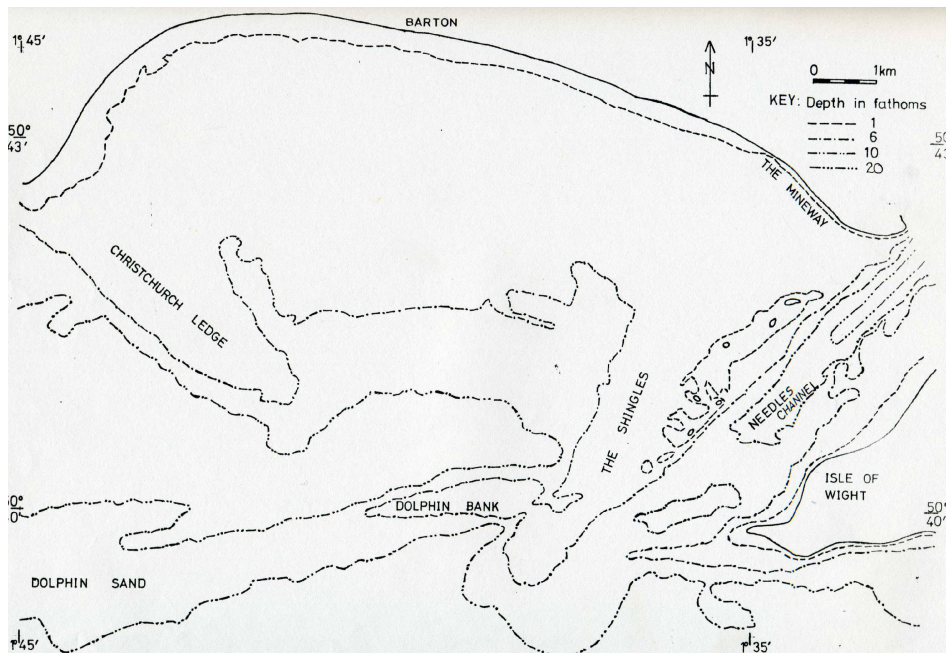 BARTON
1° 45'
1° 35'
N
0 1km
KEY: Depth in fathoms
1
6
10
20
50°
43'
50
43
THE MINEWAY
CHRISTCHURCH LEDGE
THE SHINGLES
NEEDLES CHANNEL
ISLE OF
WIGHT
DOLPHIN BANK
0°
0'
50°
40'
DOLPHIN SAND
1° 45'
1° 35'